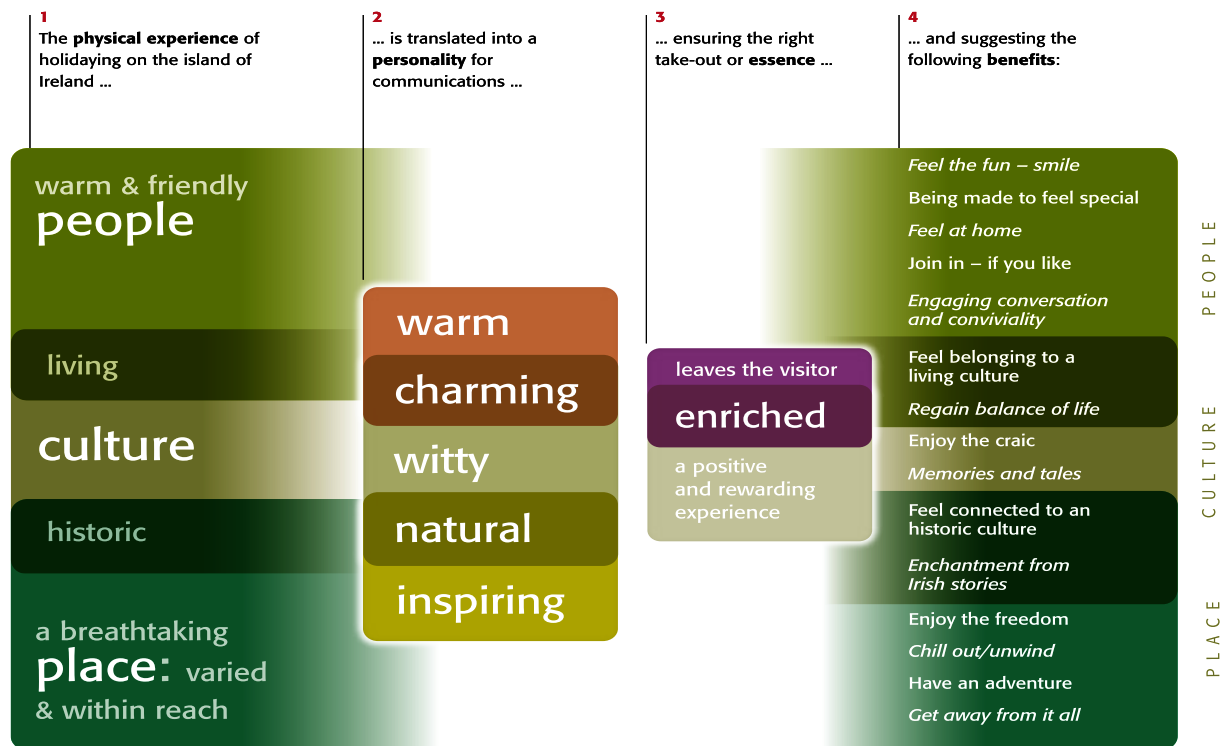 1
The physical experience of
holidaying on the island of
Ireland ...
2
... is translated into a
personality for
communications ...
3
... ensuring the right
take-out or essence ...
4
... and suggesting the
following benefits:
warm & friendly
people
living
culture
historic
a breathtaking
place: varied
& within reach
warm
charming
witty
natural
inspiring
leaves the visitor
enriched
a positive
and rewarding
experience
Feel the fun – smile
Being made to feel special
Feel at home
Join in – if you like
Engaging conversation
and conviviality
Feel belonging to a
living culture
Regain balance of life
Enjoy the craic
Memories and tales
Feel connected to an
historic culture
Enchantment from
Irish stories
Enjoy the freedom
Chill out/unwind
Have an adventure
Get away from it all
PEOPLE
CULTURE
PLACE